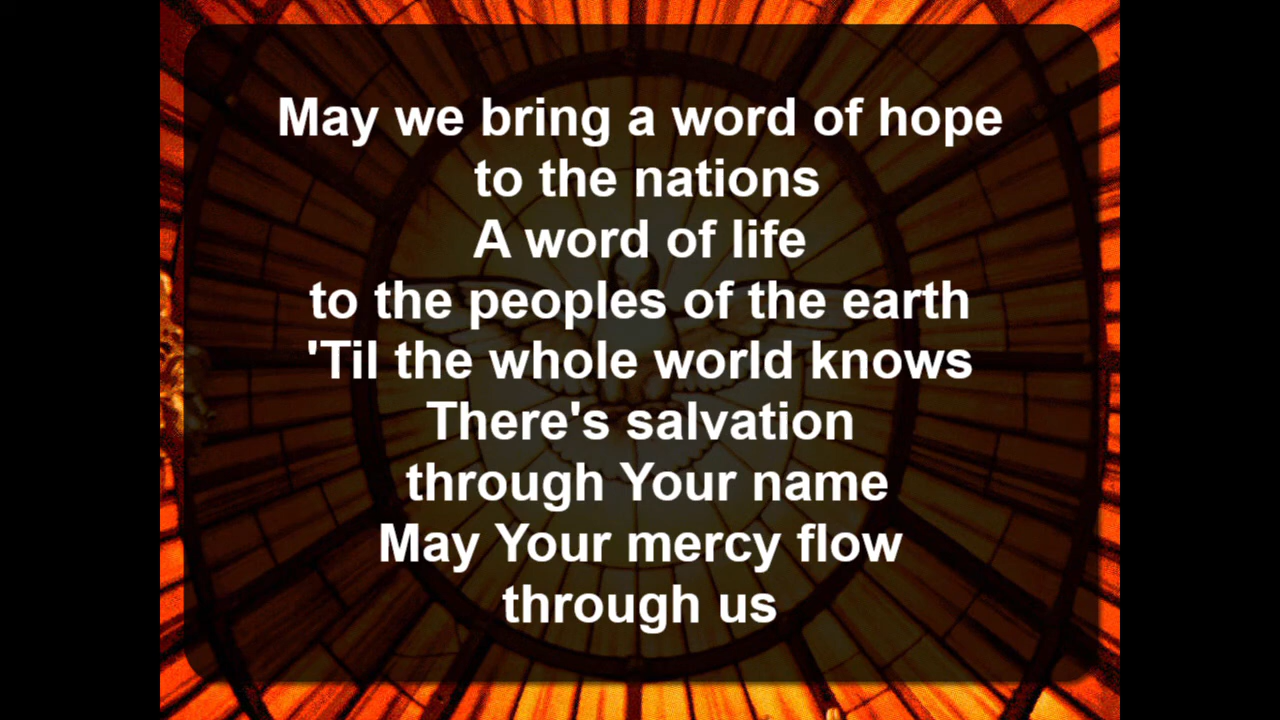 May we bring a word of hope
to the nations
A word of life
to the peoples of the earth
'Til the whole world knows
There's salvation
through Your name
May Your mercy flow
through us